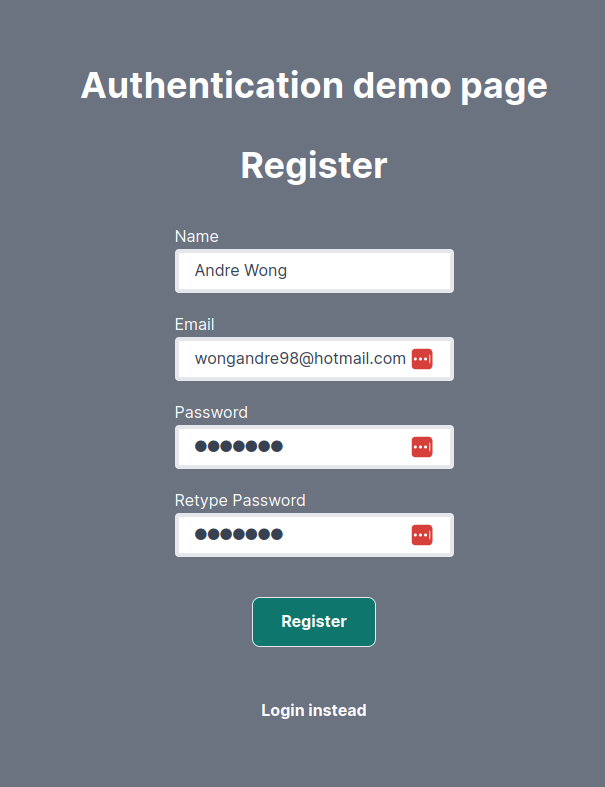 Authentication demo page
Register
Name
Andre Wong
Email
wongandre98@hotmail.com
Password
●●●●●●●
Retype Password
●●●●●●●
Register
Login instead